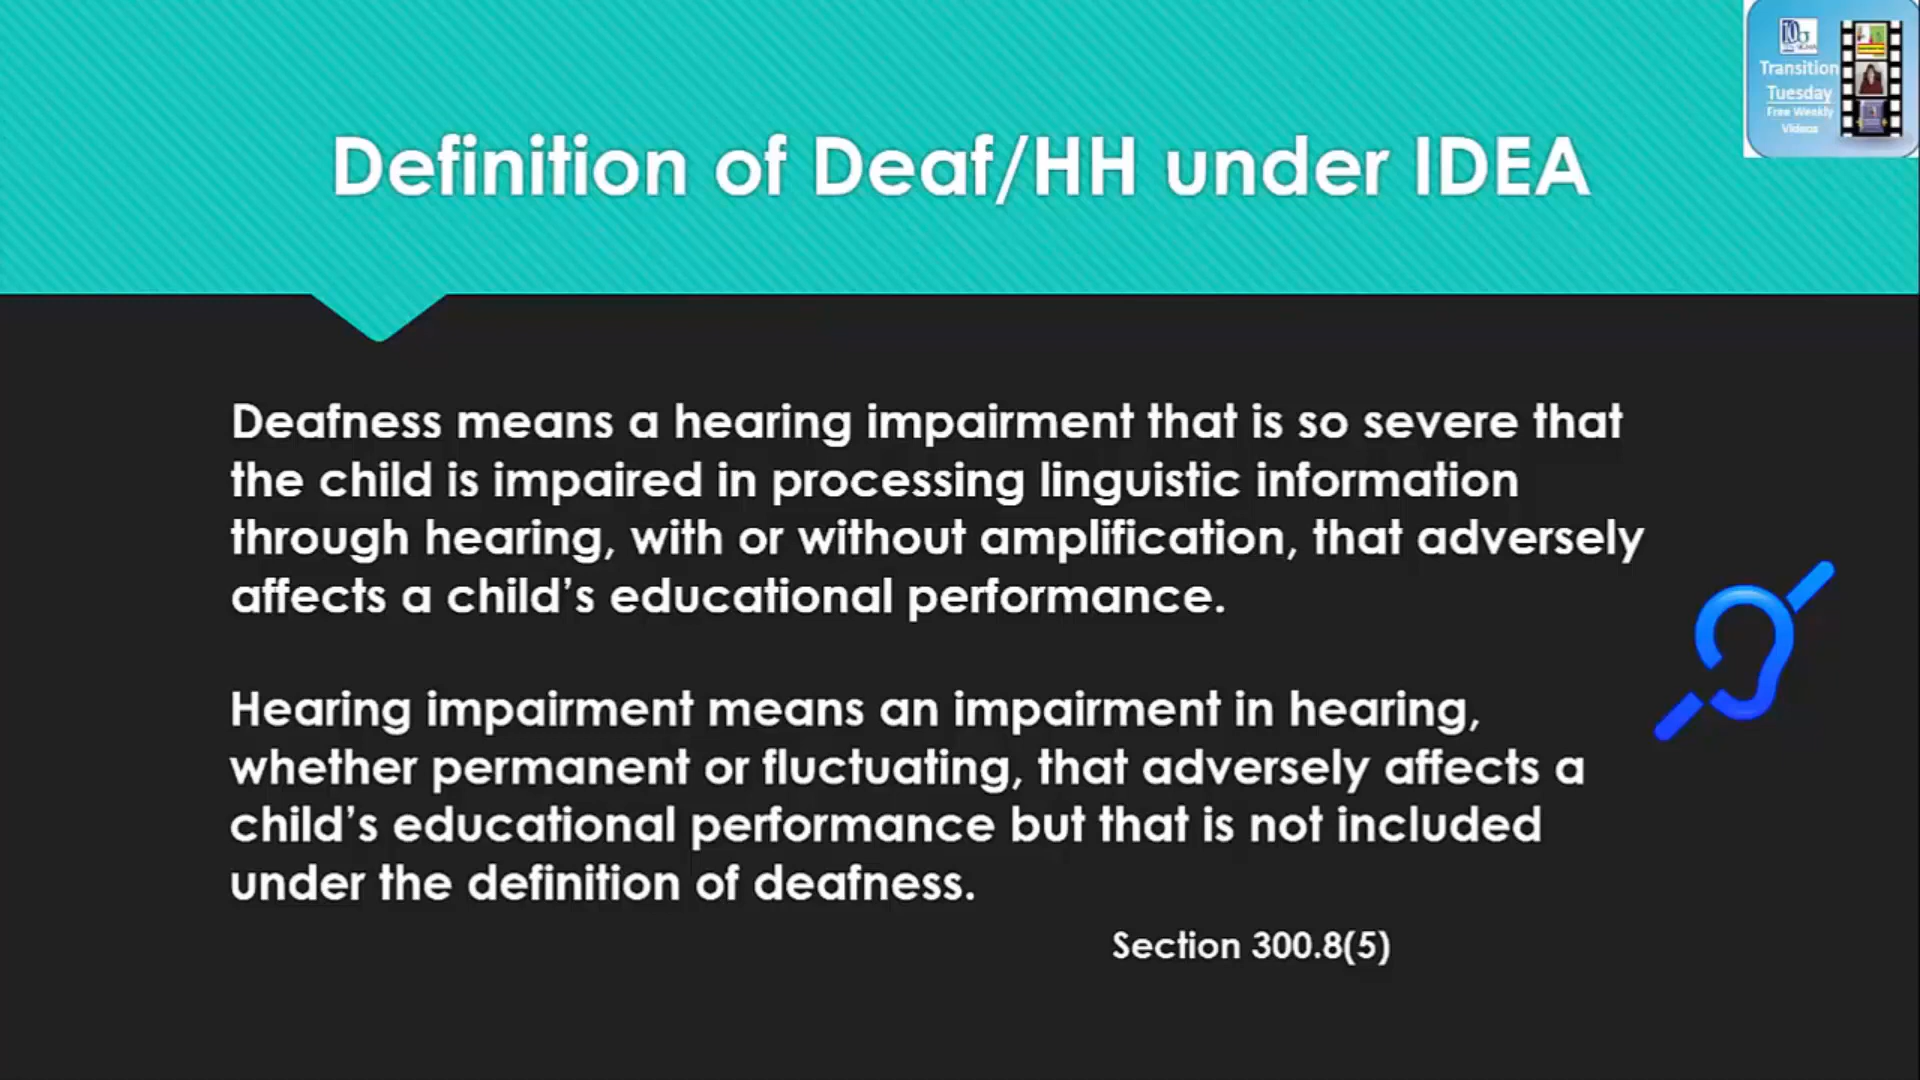 Transition
Tuesday
Free Weekly
Videos
Definition of Deaf/HH under IDEA
Deafness means a hearing impairment that is so severe that
the child is impaired in processing linguistic information
through hearing, with or without amplification, that adversely
affects a child’s educational performance.
Hearing impairment means an impairment in hearing,
whether permanent or fluctuating, that adversely affects a
child’s educational performance but that is not included
under the definition of deafness.
Section 300.8(5)